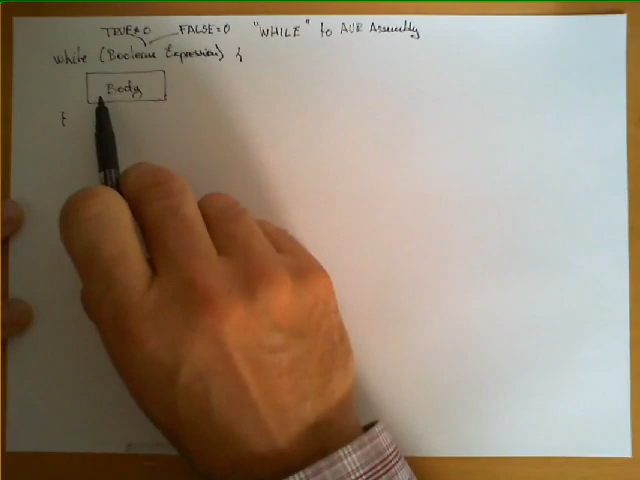 TRUE≠0 FALSE=0 "WHILE" to AVR Assembly
while (Boolean Expression) {
Body
{